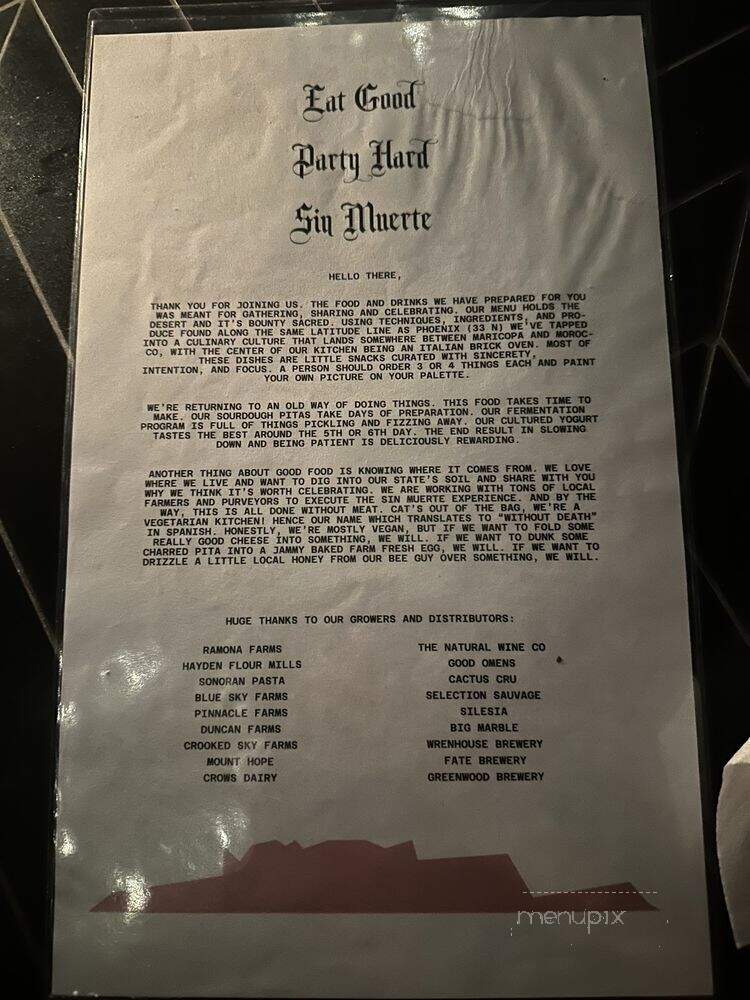 Eat Good
Party Hard
Sin Muerte
HELLO THERE,
THANK YOU FOR JOINING US. THE FOOD AND DRINKS WE HAVE PREPARED FOR YOU
WAS MEANT FOR GATHERING, SHARING AND CELEBRATING. OUR MENU HOLDS THE
DESERT AND IT'S BOUNTY SACRED. USING TECHNIQUES, INGREDIENTS, AND PRO-
DUCE FOUND ALONG THE SAME LATITUDE LINE AS PHOENIX (33 N) WE'VE TAPPED
INTO A CULINARY CULTURE THAT LANDS SOMEWHERE BETWEEN MARICOPA AND MOROC-
CO, WITH THE CENTER OF OUR KITCHEN BEING AN ITALIAN BRICK OVEN. MOST OF
THESE DISHES ARE LITTLE SNACKS CURATED WITH SINCERETY,
INTENTION, AND FOCUS. A PERSON SHOULD ORDER 3 OR 4 THINGS EACH AND PAINT
YOUR OWN PICTURE ON YOUR PALETTE.
WE'RE RETURNING TO AN OLD WAY OF DOING THINGS. THIS FOOD TAKES TIME TO
MAKE. OUR SOURDOUGH PITAS TAKE DAYS OF PREPARATION. OUR FERMENTATION
PROGRAM IS FULL OF THINGS PICKLING AND FIZZING AWAY. OUR CULTURED YOGURT
TASTES THE BEST AROUND THE 5TH OR 6TH DAY. THE END RESULT IN SLOWING
DOWN AND BEING PATIENT IS DELICIOUSLY REWARDING.
ANOTHER THING ABOUT GOOD FOOD IS KNOWING WHERE IT COMES FROM. WE LOVE
WHERE WE LIVE AND WANT TO DIG INTO OUR STATE'S SOIL AND SHARE WITH YOU
WHY WE THINK IT'S WORTH CELEBRATING. WE ARE WORKING WITH TONS OF LOCAL
FARMERS AND PURVEYORS TO EXECUTE THE SIN MUERTE EXPERIENCE. AND BY THE
WAY, THIS IS ALL DONE WITHOUT MEAT. CAT'S OUT OF THE BAG, WE'RE A
VEGETARIAN KITCHEN! HENCE OUR NAME WHICH TRANSLATES TO "WITHOUT DEATH"
IN SPANISH. HONESTLY, WE'RE MOSTLY VEGAN, BUT IF WE WANT TO FOLD SOME
REALLY GOOD CHEESE INTO SOMETHING, WE WILL. IF WE WANT TO DUNK SOME
CHARRED PITA INTO A JAMMY BAKED FARM FRESH EGG, WE WILL. IF WE WANT TO
DRIZZLE A LITTLE LOCAL HONEY FROM OUR BEE GUY OVER SOMETHING, WE WILL.
HUGE THANKS TO OUR GROWERS AND DISTRIBUTORS:
RAMONA FARMS
HAYDEN FLOUR MILLS
SONORAN PASTA
BLUE SKY FARMS
PINNACLE FARMS
DUNCAN FARMS
CROOKED SKY FARMS
MOUNT HOPE
CROWS DAIRY
THE NATURAL WINE CO
GOOD OMENS
CACTUS CRU
SELECTION SAUVAGE
SILESIA
BIG MARBLE
WRENHOUSE BREWERY
FATE BREWERY
GREENWOOD BREWERY
menupix